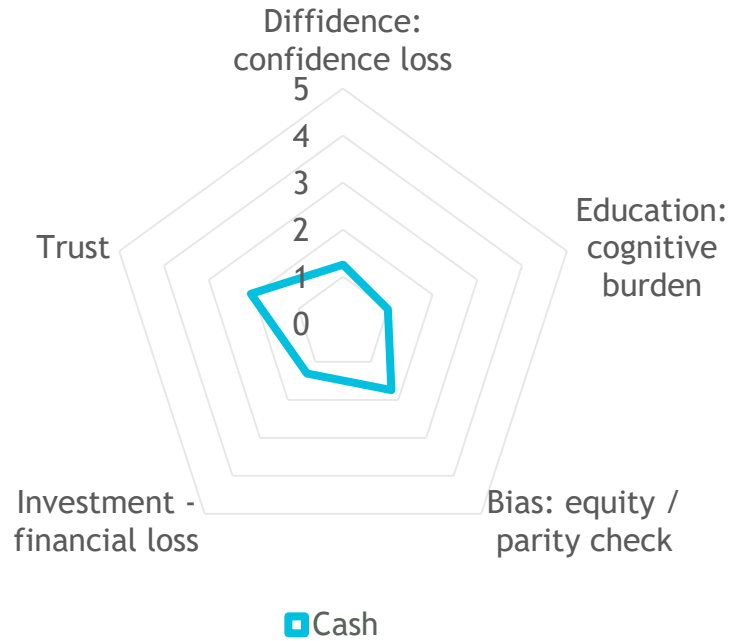 Diffidence:
confidence loss
5
4
3
2
1
0
Education:
cognitive
burden
Trust
Investment -
financial loss
Bias: equity /
parity check
Cash